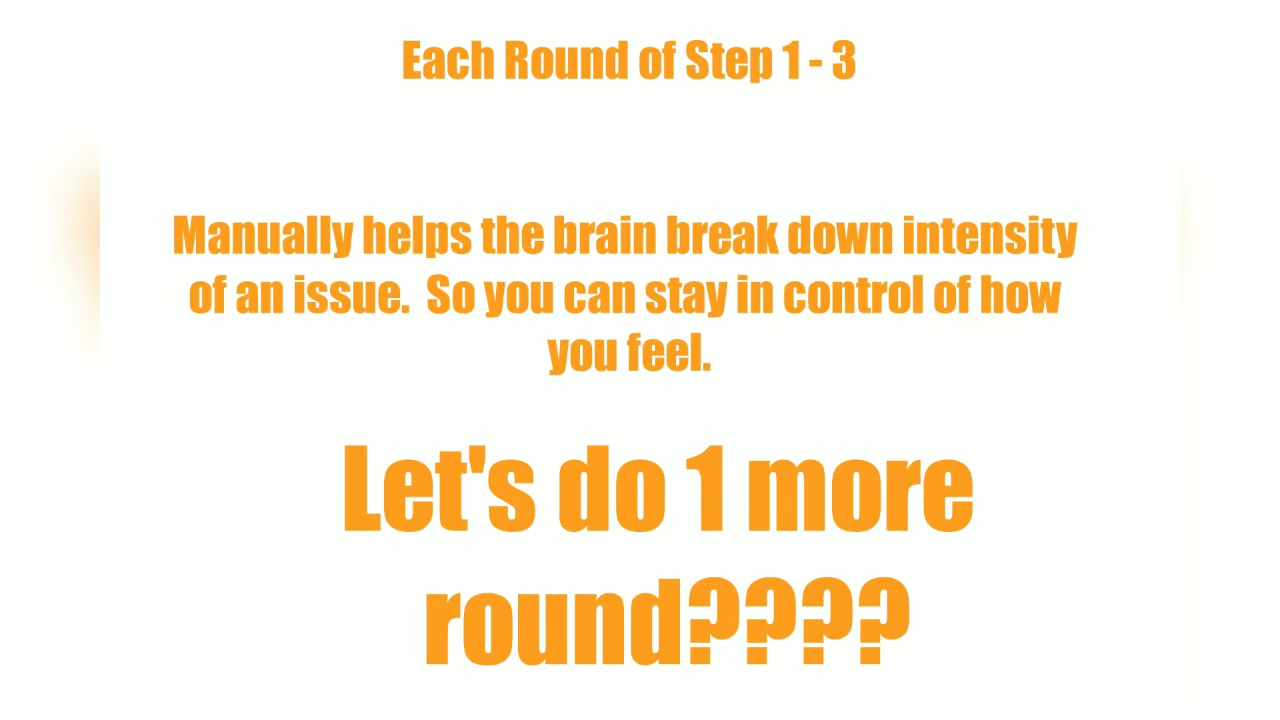 Each Round of Step 1 - 3
Manually helps the brain break down intensity
of an issue.  So you can stay in control of how
you feel.
Let's do 1 more
round????